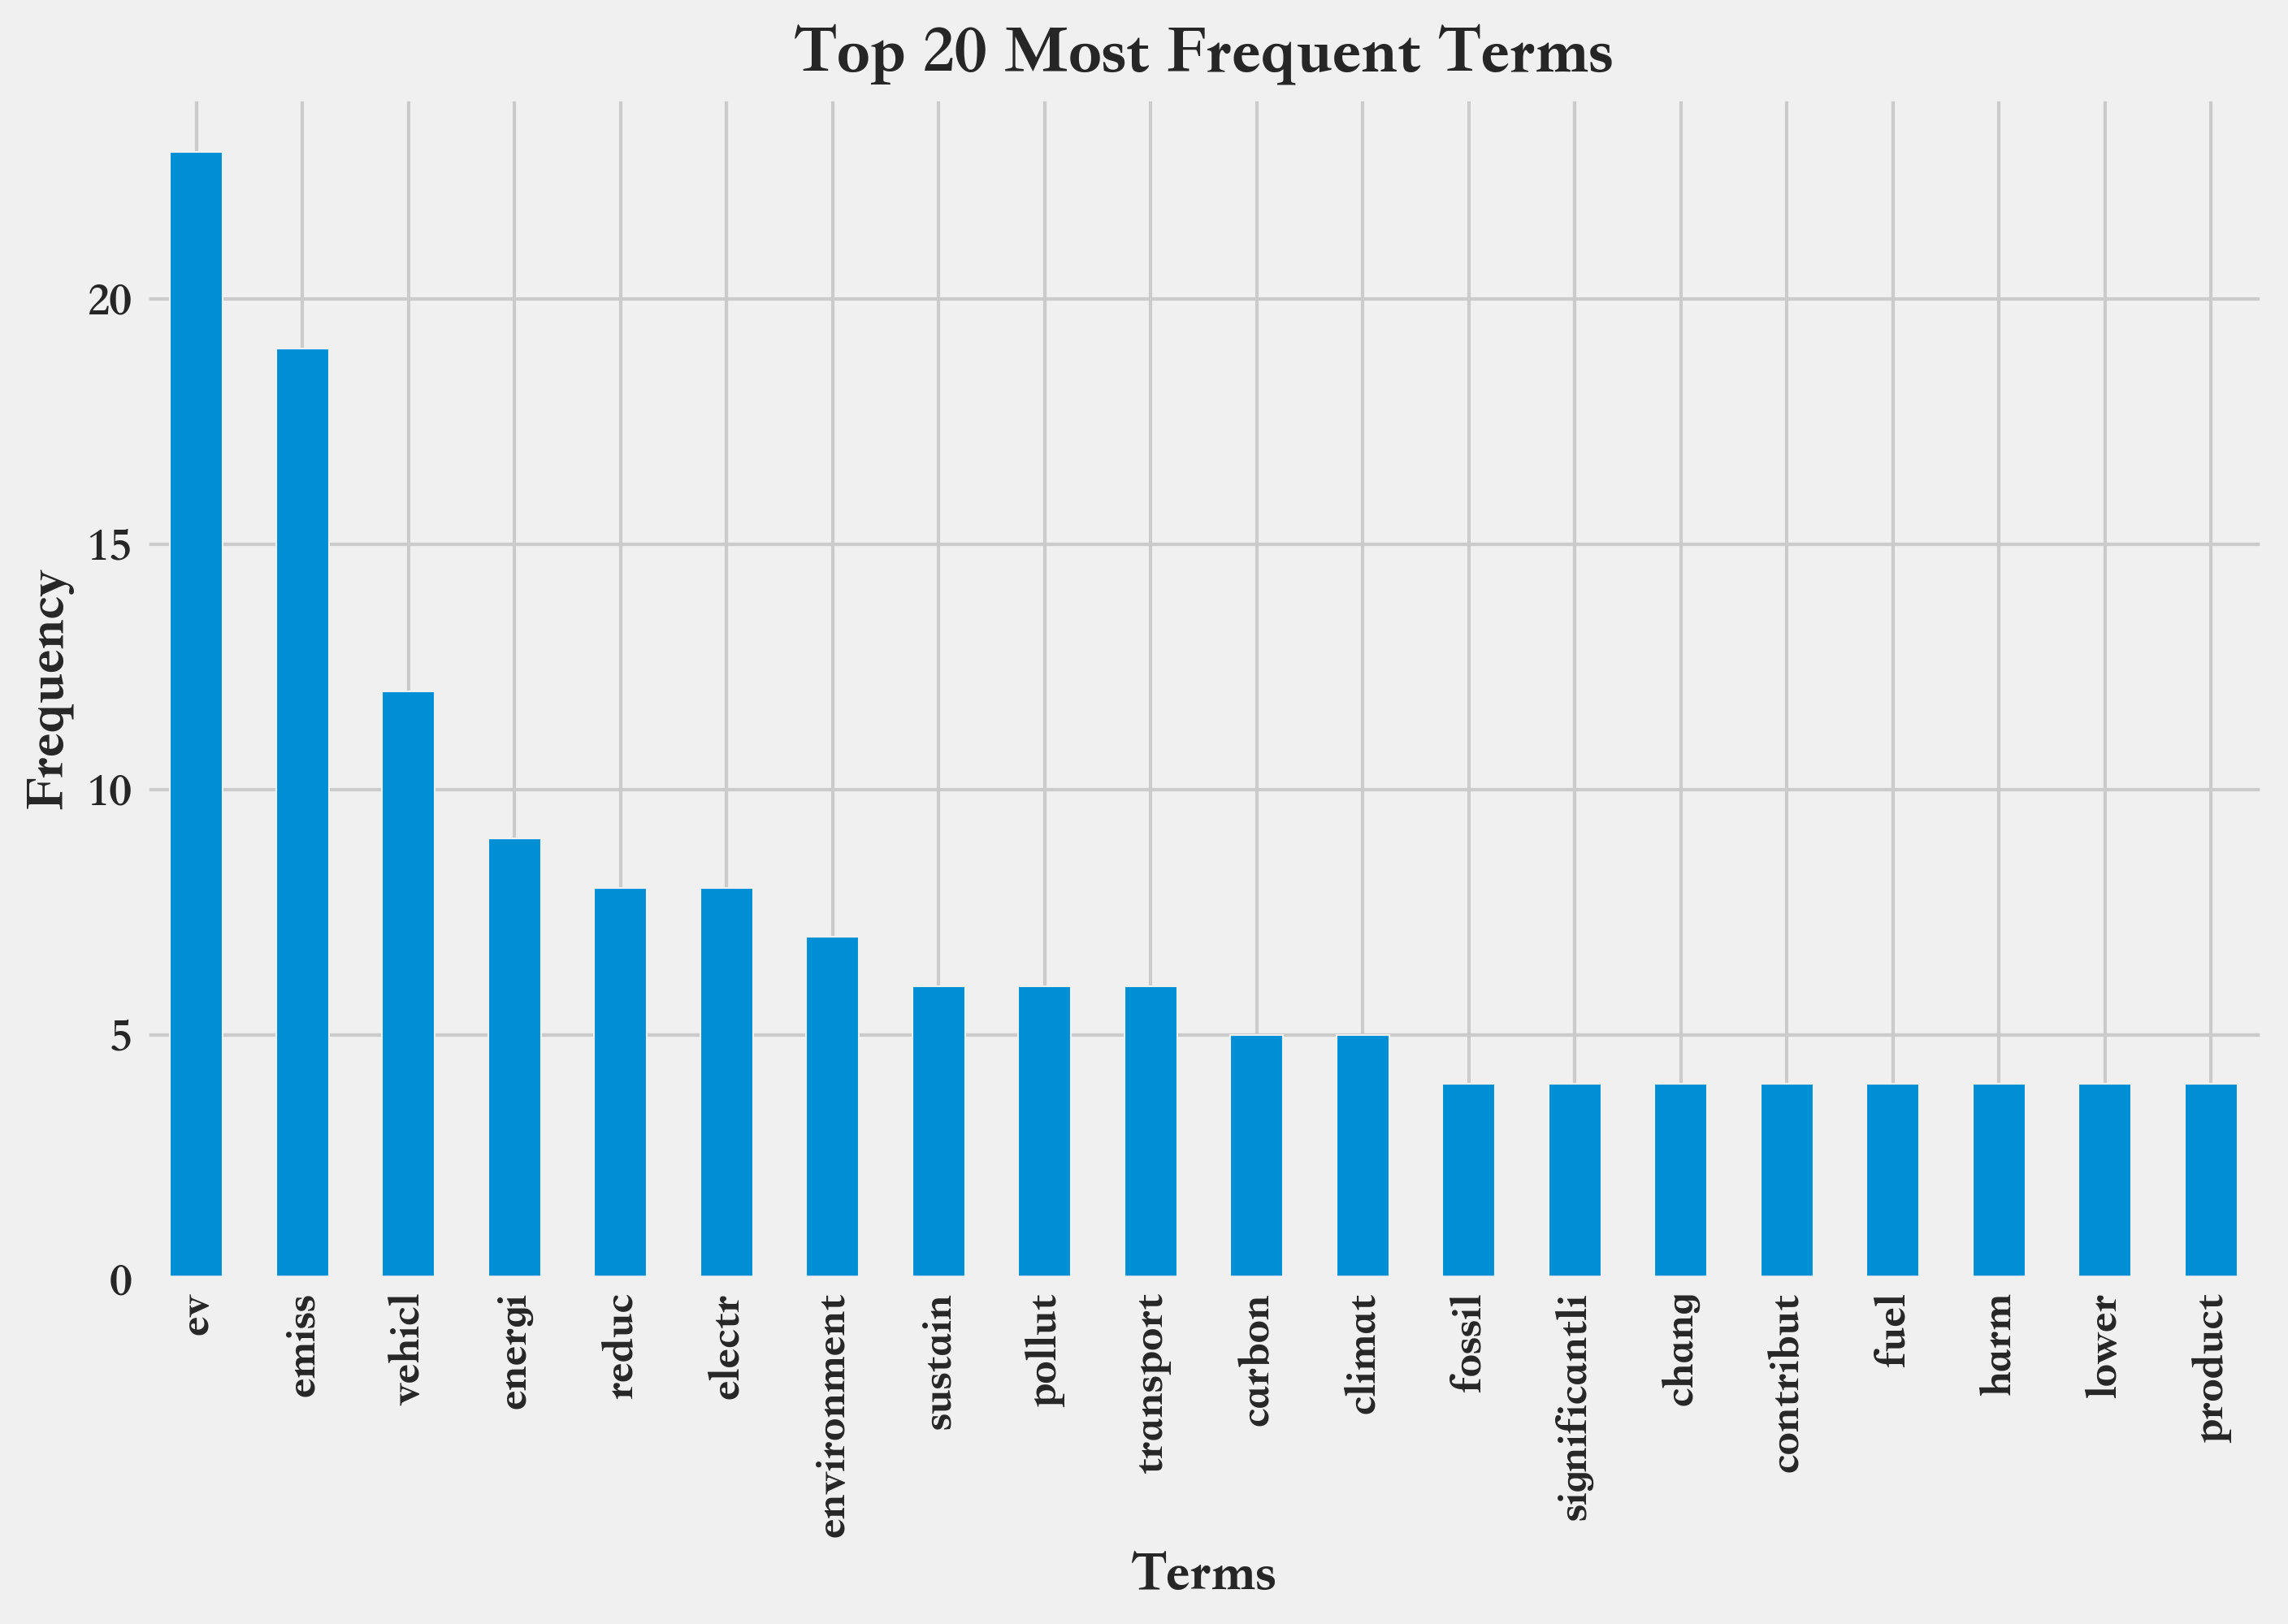 Top 20 Most Frequent Terms
Frequency
20
15
10
5
0
ev
emiss
vehicl
energi
reduc
electr
environment
sustain
pollut
transport
carbon
climat
fossil
significantli
chang
contribut
fuel
harm
lower
product
Terms